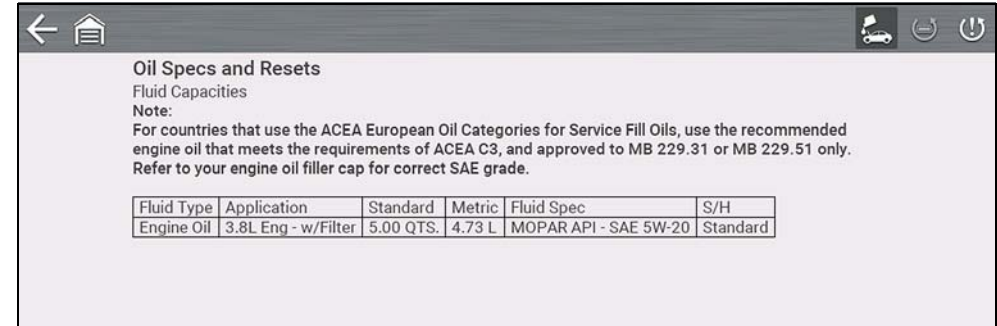 Oil Specs and Resets
Fluid Capacities
Note:
For countries that use the ACEA European Oil Categories for Service Fill Oils, use the recommended
engine oil that meets the requirements of ACEA C3, and approved to MB 229.31 or MB 229.51 only.
Refer to your engine oil filler cap for correct SAE grade.
Fluid Type Application Standard Metric Fluid Spec S/H
Engine Oil 3.8L Eng - w/Filter 5.00 QTS. 4.73 L MOPAR API - SAE 5W-20 Standard